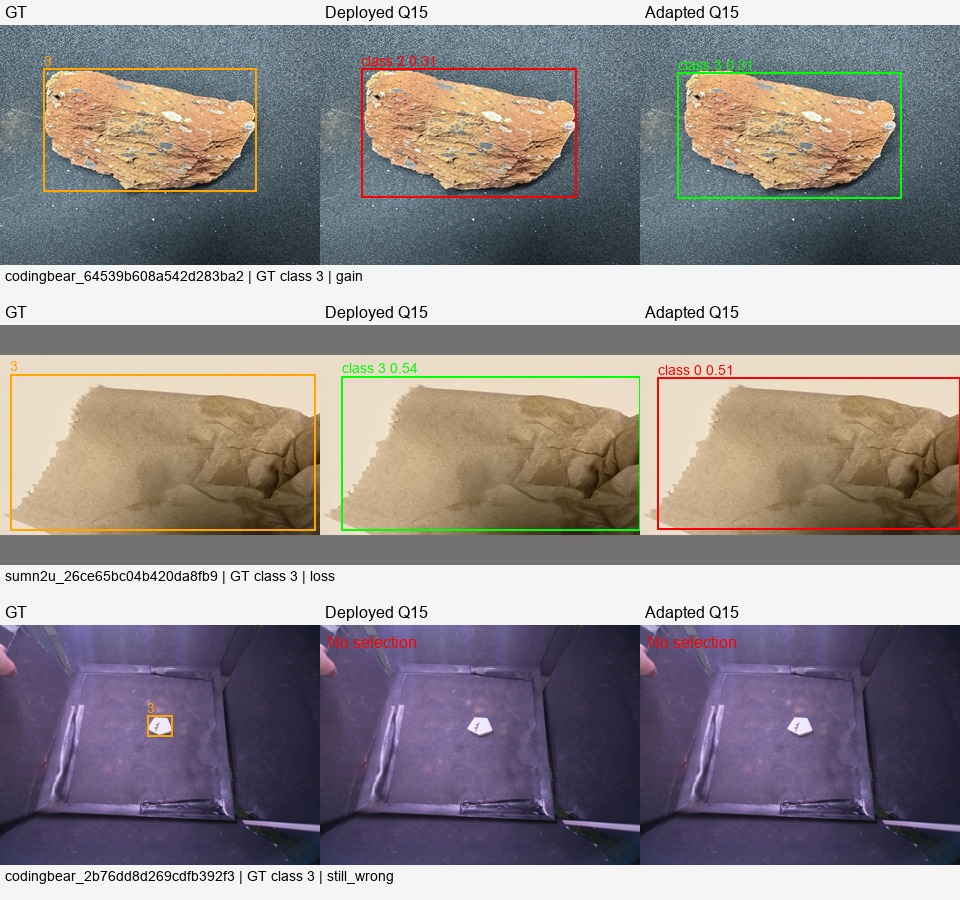 GT Deployed Q15 Adapted Q15
3 class 2 0.31 class 3 0.31
codingbear_64539b608a542d283ba2 | GT class 3 | gain
GT Deployed Q15 Adapted Q15
3 class 3 0.54 class 0 0.51
sumn2u_26ce65bc04b420da8fb9 | GT class 3 | loss
GT Deployed Q15 Adapted Q15
No selection No selection
3
codingbear_2b76dd8d269cdfb392f3 | GT class 3 | still_wrong